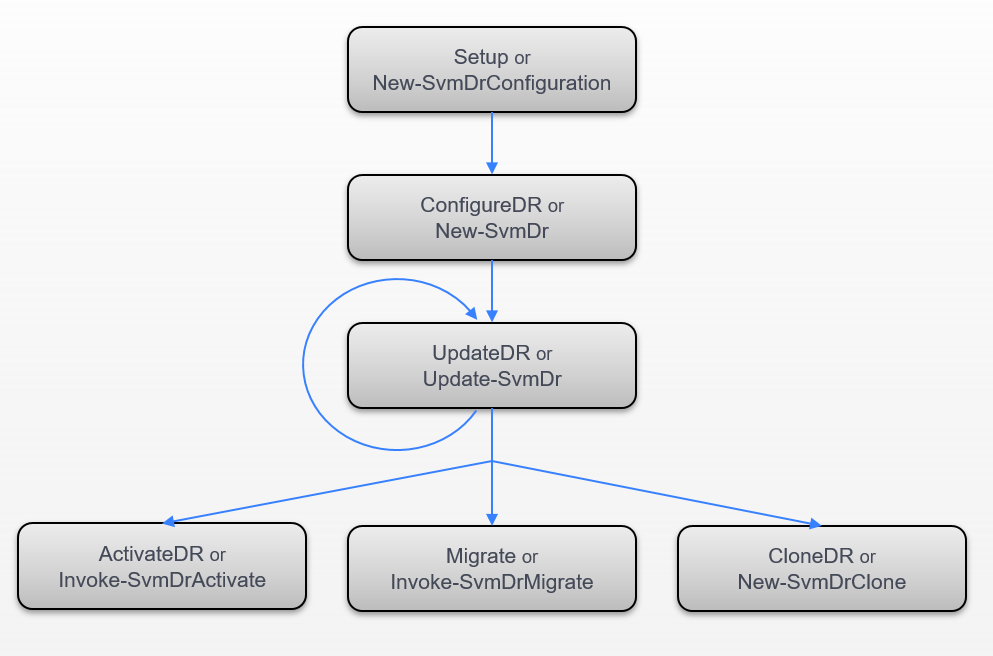 Setup or
New-SvmDrConfiguration
ConfigureDR or
New-SvmDr
UpdateDR or
Update-SvmDr
ActivateDR or
Invoke-SvmDrActivate
Migrate or
Invoke-SvmDrMigrate
CloneDR or
New-SvmDrClone